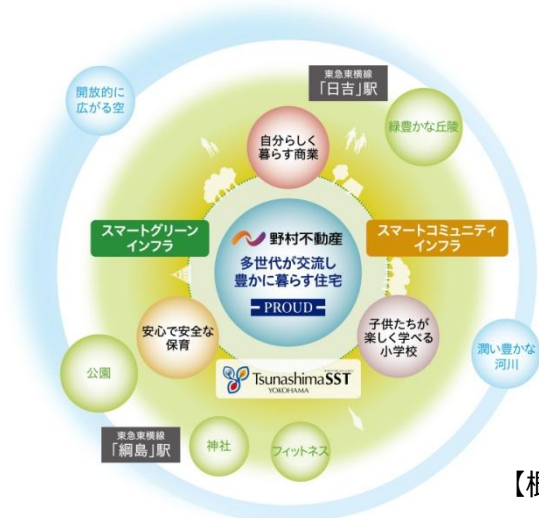 東急東横線
「日吉」駅
開放的に
広がる空
緑豊かな丘陵
自分らしく
暮らす商業
スマートグリーン
インフラ
野村不動産
多世代が交流し
豊かに暮らす住宅
PROUD
スマートコミュニティ
インフラ
安心で安全な
保育
子供たちが
楽しく学べる
小学校
潤い豊かな
河川
公園
TsunashimaSST
YOKOHAMA
東急東横線
「綱島」駅
神社
フィットネス
【概